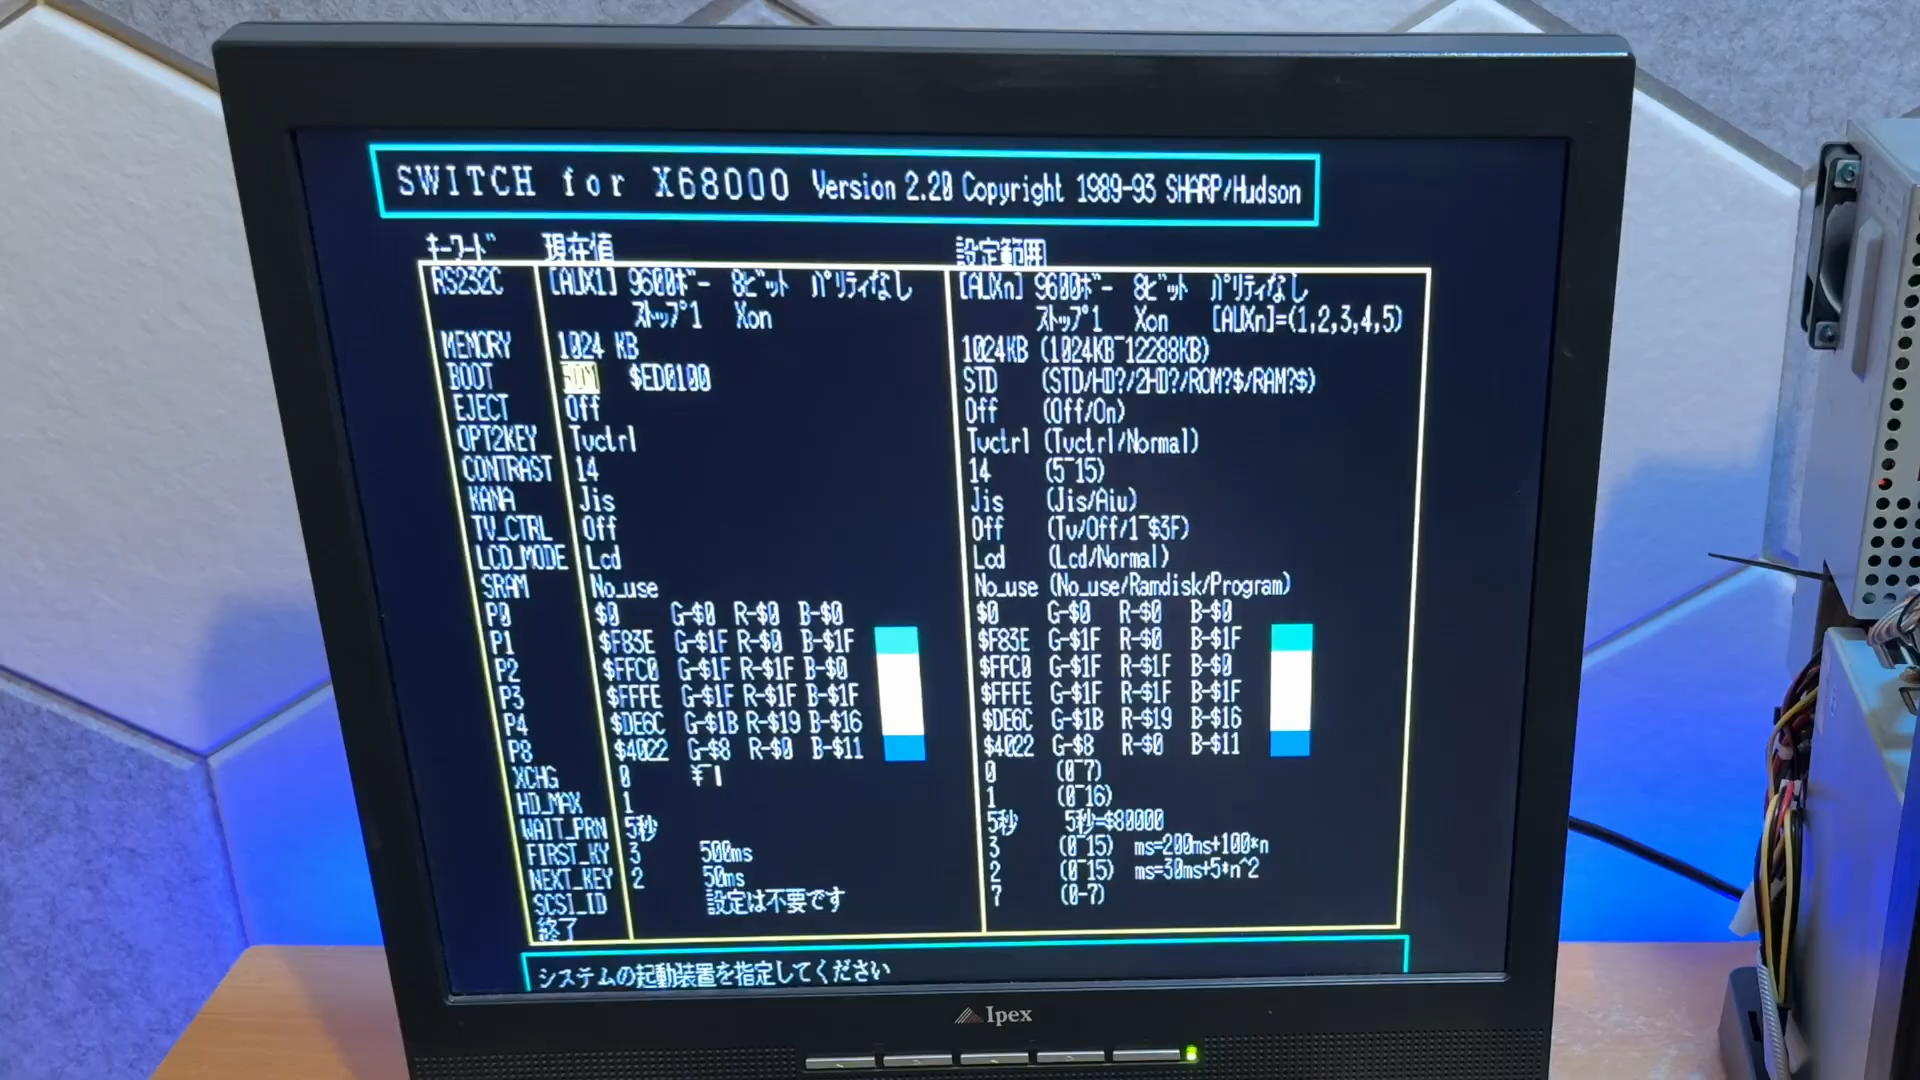 SWITCH for X68000 Version 2.20 Copyright 1989-93 SHARP/Hudson
ｷｰﾜｰﾄﾞ 現在値 設定範囲
RS232C [AUX1] 9600ﾎﾞｰ 8ﾋﾞｯﾄ ﾊﾟﾘﾃｨなし [AUXn] 9600ﾎﾞｰ 8ﾋﾞｯﾄ ﾊﾟﾘﾃｨなし
ｽﾄｯﾌﾟ1 Xon ｽﾄｯﾌﾟ1 Xon [AUXn]=(1,2,3,4,5)
MEMORY 1024 KB 1024KB (1024KB~12288KB)
BOOT ROM $ED0100 STD (STD/HD?/2HD?/ROM?$/RAM?$)
EJECT Off Off (Off/On)
OPT2KEY Tvctrl Tvctrl (Tvctrl/Normal)
CONTRAST 14 14 (5~15)
KANA Jis Jis (Jis/Aiu)
TV_CTRL Off Off (Tv/Off/1~$3F)
LCD_MODE Lcd Lcd (Lcd/Normal)
SRAM No_use No_use (No_use/Ramdisk/Program)
P0 $0 G-$0 R-$0 B-$0 $0 G-$0 R-$0 B-$0
P1 $F83E G-$1F R-$0 B-$1F $F83E G-$1F R-$0 B-$1F
P2 $FFC0 G-$1F R-$1F B-$0 $FFC0 G-$1F R-$1F B-$0
P3 $FFFE G-$1F R-$1F B-$1F $FFFE G-$1F R-$1F B-$1F
P4 $DE6C G-$1B R-$19 B-$16 $DE6C G-$1B R-$19 B-$16
P8 $4022 G-$8 R-$0 B-$11 $4022 G-$8 R-$0 B-$11
XCHG 0 ¥‾| 0 (0~7)
HD_MAX 1 1 (0~16)
WAIT_PRN 5秒 5秒 5秒=$80000
FIRST_KY 3 500ms 3 (0~15) ms=200ms+100*n
NEXT_KEY 2 50ms 2 (0~15) ms=30ms+5*n^2
SCSI_ID 設定は不要です 7 (0-7)
終了
システムの起動装置を指定してください
Ipex